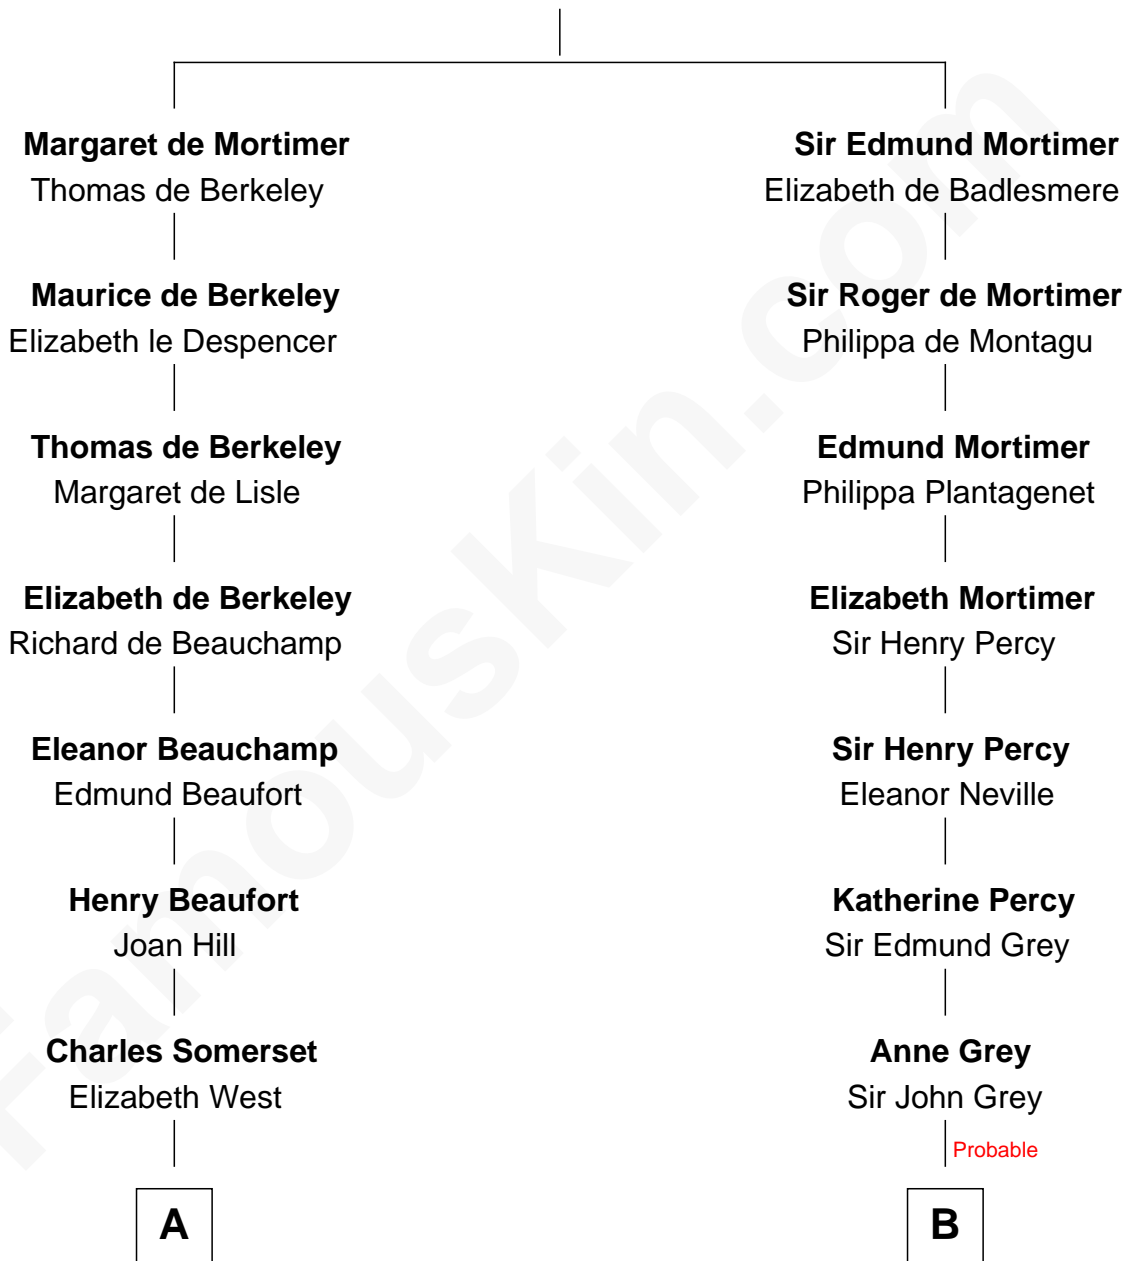 Margaret de Mortimer
Thomas de Berkeley
Maurice de Berkeley
Elizabeth le Despencer
Thomas de Berkeley
Margaret de Lisle
Elizabeth de Berkeley
Richard de Beauchamp
Eleanor Beauchamp
Edmund Beaufort
Henry Beaufort
Joan Hill
Charles Somerset
Elizabeth West
A
Sir Edmund Mortimer
Elizabeth de Badlesmere
Sir Roger de Mortimer
Philippa de Montagu
Edmund Mortimer
Philippa Plantagenet
Elizabeth Mortimer
Sir Henry Percy
Sir Henry Percy
Eleanor Neville
Katherine Percy
Sir Edmund Grey
Anne Grey
Sir John Grey
Probable
B
FamousKin.com